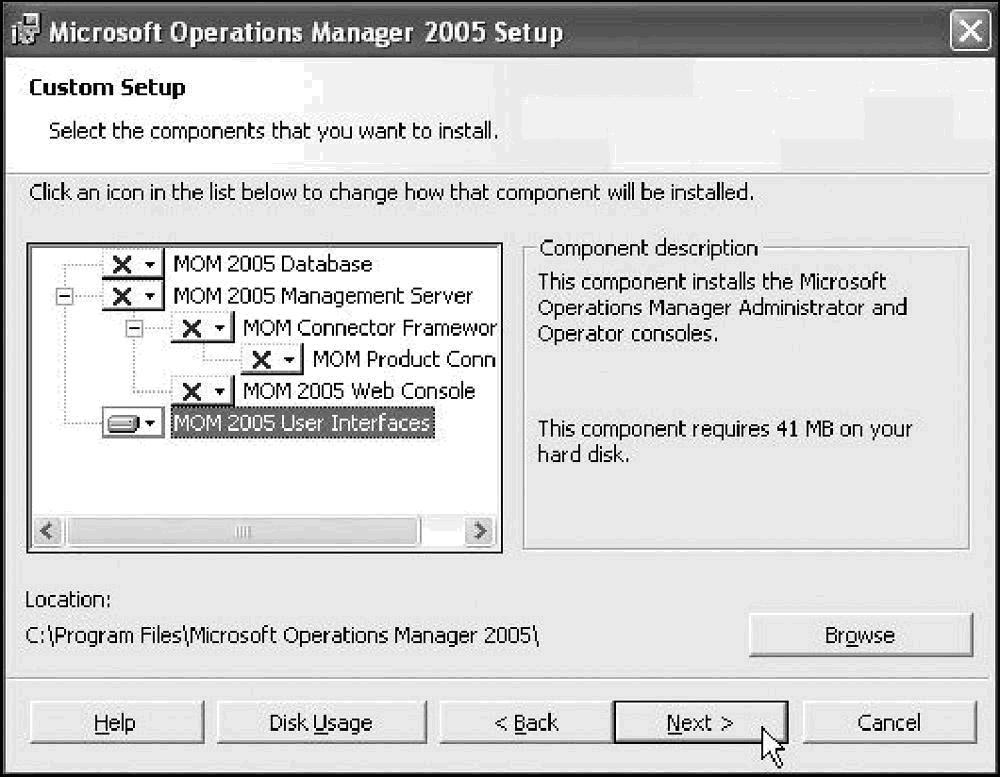 Microsoft Operations Manager 2005 Setup
Custom Setup
Select the components that you want to install.
Click an icon in the list below to change how that component will be installed.
MOM 2005 Database
MOM 2005 Management Server
MOM Connector Framewor
MOM Product Conn
MOM 2005 Web Console
MOM 2005 User Interfaces
Component description
This component installs the Microsoft
Operations Manager Administrator and
Operator consoles.
This component requires 41 MB on your
hard disk.
Location:
C:\Program Files\Microsoft Operations Manager 2005\
Browse
Help
Disk Usage
< Back
Next >
Cancel